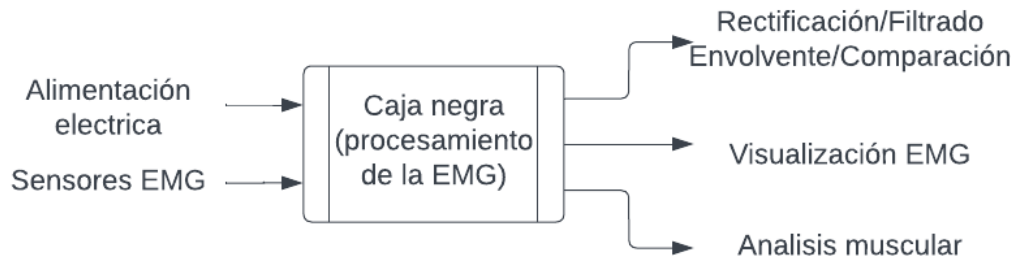 Alimentación
electrica
Sensores EMG
Caja negra
(procesamiento
de la EMG)
Rectificación/Filtrado
Envolvente/Comparación
Visualización EMG
Analisis muscular